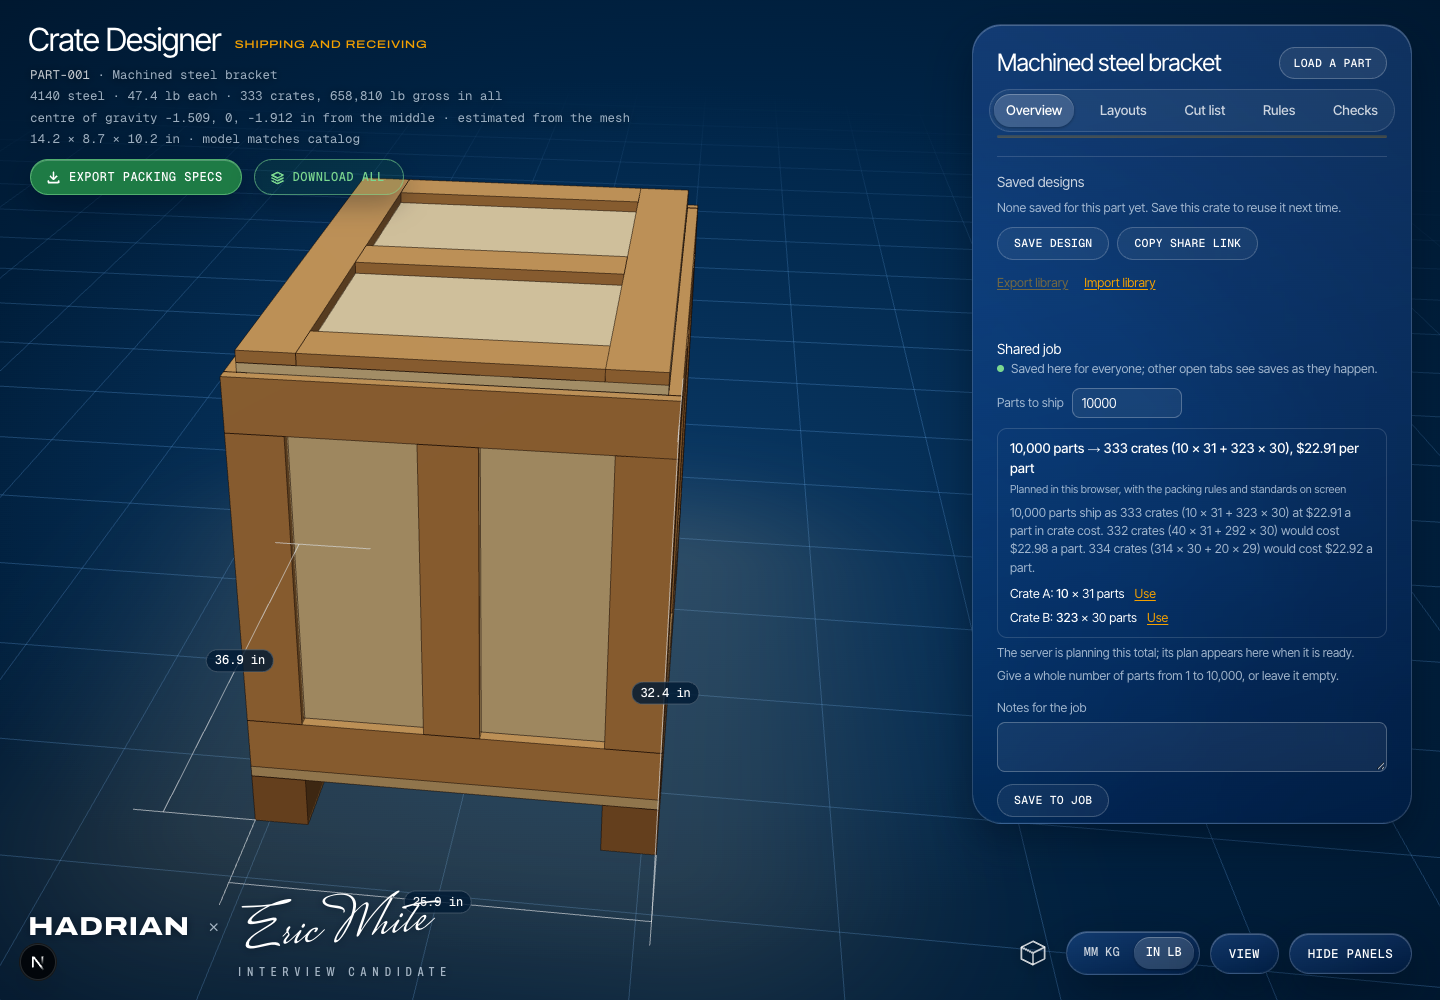 Crate Designer SHIPPING AND RECEIVING
PART-001 · Machined steel bracket
4140 steel · 47.4 lb each · 333 crates, 658,810 lb gross in all
centre of gravity -1.509, 0, -1.912 in from the middle · estimated from the mesh
14.2 × 8.7 × 10.2 in · model matches catalog
EXPORT PACKING SPECS
DOWNLOAD ALL
36.9 in
32.4 in
25.9 in
HADRIAN × Eric White
INTERVIEW CANDIDATE
N
Machined steel bracket
LOAD A PART
Overview Layouts Cut list Rules Checks
Saved designs
None saved for this part yet. Save this crate to reuse it next time.
SAVE DESIGN COPY SHARE LINK
Export library Import library
Shared job
Saved here for everyone; other open tabs see saves as they happen.
Parts to ship 10000
10,000 parts → 333 crates (10 × 31 + 323 × 30), $22.91 per
part
Planned in this browser, with the packing rules and standards on screen
10,000 parts ship as 333 crates (10 × 31 + 323 × 30) at $22.91 a
part in crate cost. 332 crates (40 × 31 + 292 × 30) would cost
$22.98 a part. 334 crates (314 × 30 + 20 × 29) would cost $22.92 a
part.
Crate A: 10 × 31 parts Use
Crate B: 323 × 30 parts Use
The server is planning this total; its plan appears here when it is ready.
Give a whole number of parts from 1 to 10,000, or leave it empty.
Notes for the job
SAVE TO JOB
MM KG IN LB VIEW HIDE PANELS